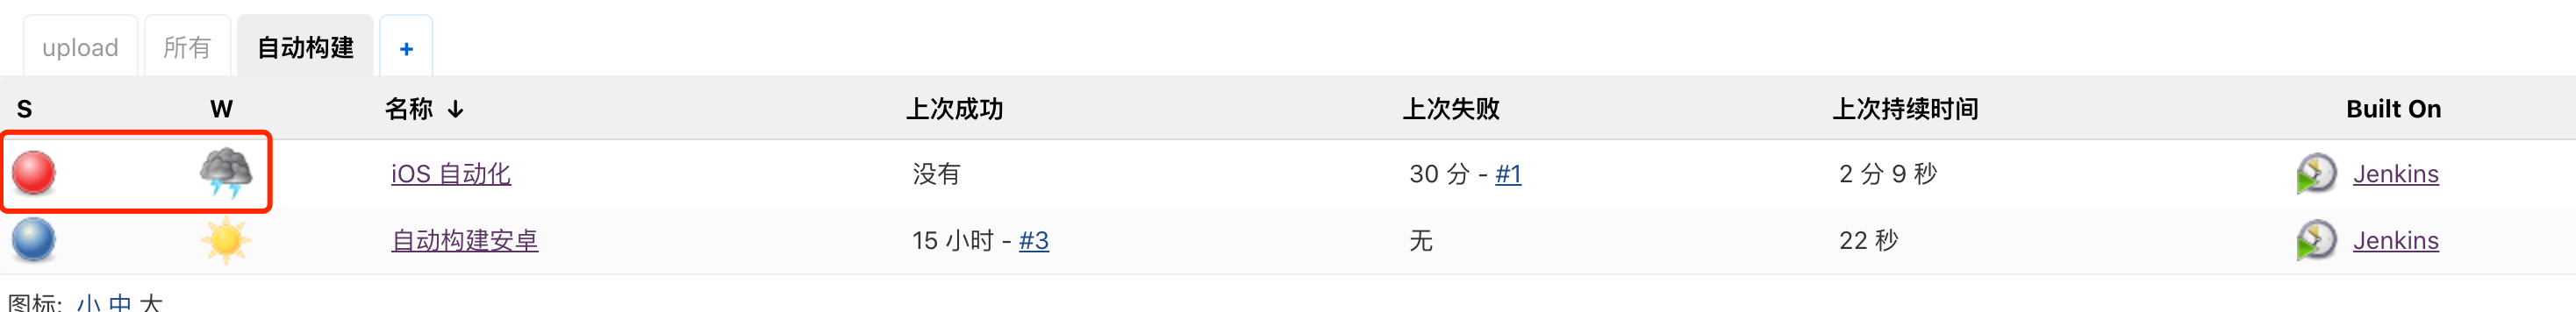 upload 所有 自动构建 +
S W 名称 ↓ 上次成功 上次失败 上次持续时间 Built On
iOS 自动化 没有 30 分 - #1 2 分 9 秒 Jenkins
自动构建安卓 15 小时 - #3 无 22 秒 Jenkins
图标: 小 中 大